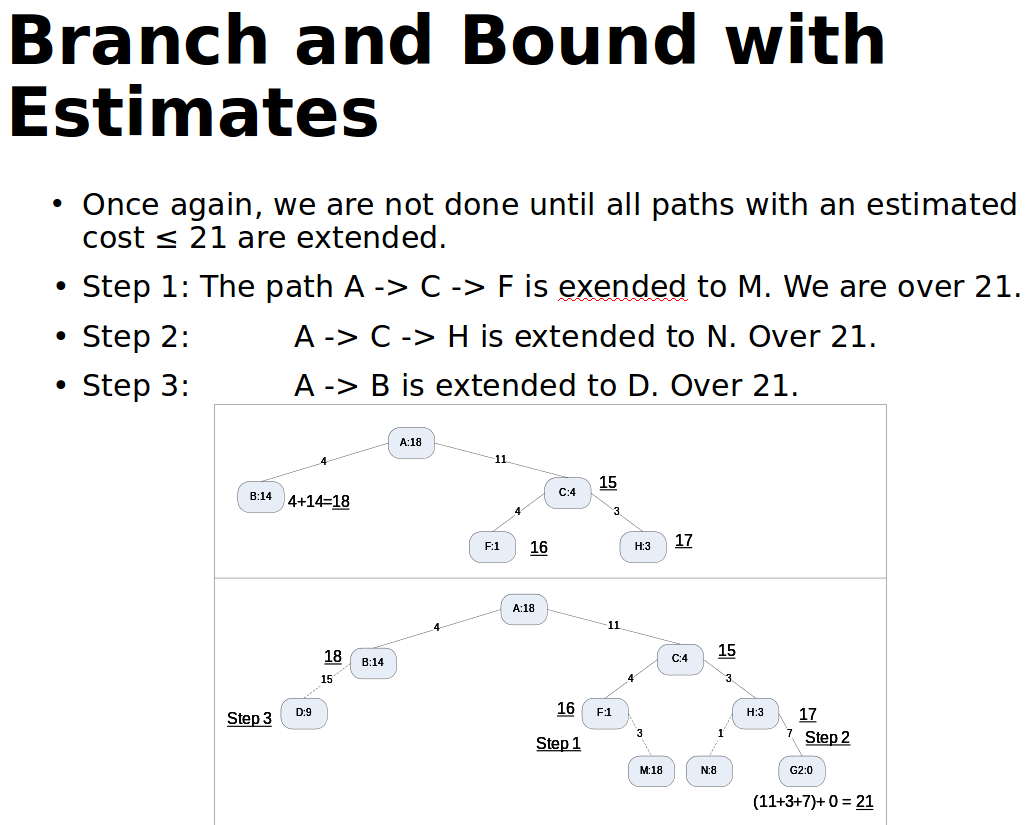 Branch and Bound with
Estimates
• Once again, we are not done until all paths with an estimated
cost ≤ 21 are extended.
• Step 1: The path A -> C -> F is exended to M. We are over 21.
• Step 2: A -> C -> H is extended to N. Over 21.
• Step 3: A -> B is extended to D. Over 21.
A:18
4
11
B:14
4+14=18
C:4
15
4
3
F:1
16
H:3
17
A:18
4
11
18
B:14
C:4
15
15
4
3
Step 3
D:9
16
F:1
H:3
17
Step 1
3
1
7
Step 2
M:18
N:8
G2:0
(11+3+7)+ 0 = 21